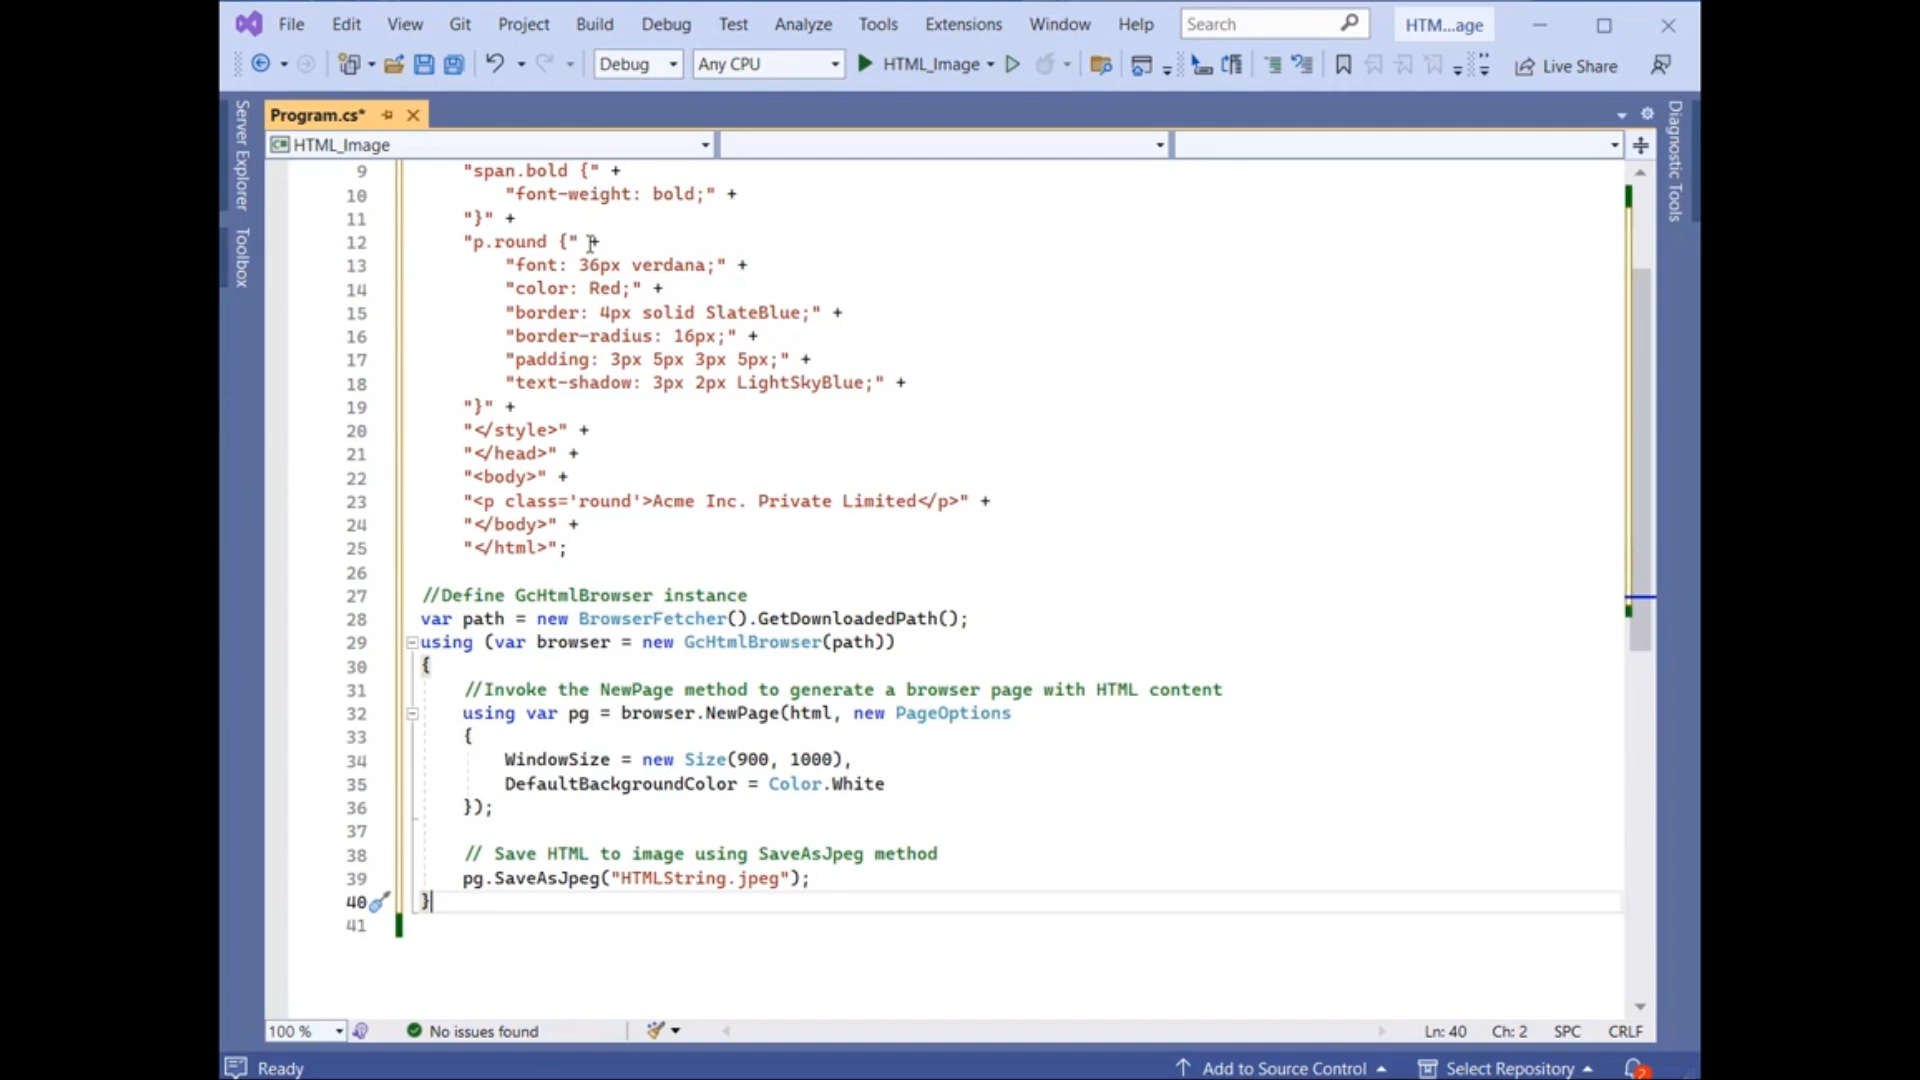 File Edit View Git Project Build Debug Test Analyze Tools Extensions Window Help Search HTM...age
Debug Any CPU HTML_Image Live Share
Server Explorer
Toolbox
Program.cs*
HTML_Image
9 "span.bold {" +
10 "font-weight: bold;" +
11 "}" +
12 "p.round {" +
13 "font: 36px verdana;" +
14 "color: Red;" +
15 "border: 4px solid SlateBlue;" +
16 "border-radius: 16px;" +
17 "padding: 3px 5px 3px 5px;" +
18 "text-shadow: 3px 2px LightSkyBlue;" +
19 "}" +
20 "</style>" +
21 "</head>" +
22 "<body>" +
23 "<p class='round'>Acme Inc. Private Limited</p>" +
24 "</body>" +
25 "</html>";
26
27 //Define GcHtmlBrowser instance
28 var path = new BrowserFetcher().GetDownloadedPath();
29 using (var browser = new GcHtmlBrowser(path))
30 {
31 //Invoke the NewPage method to generate a browser page with HTML content
32 using var pg = browser.NewPage(html, new PageOptions
33 {
34 WindowSize = new Size(900, 1000),
35 DefaultBackgroundColor = Color.White
36 });
37
38 // Save HTML to image using SaveAsJpeg method
39 pg.SaveAsJpeg("HTMLString.jpeg");
40 }
41
Diagnostic Tools
100 % No issues found Ln: 40 Ch: 2 SPC CRLF
Ready Add to Source Control Select Repository 2